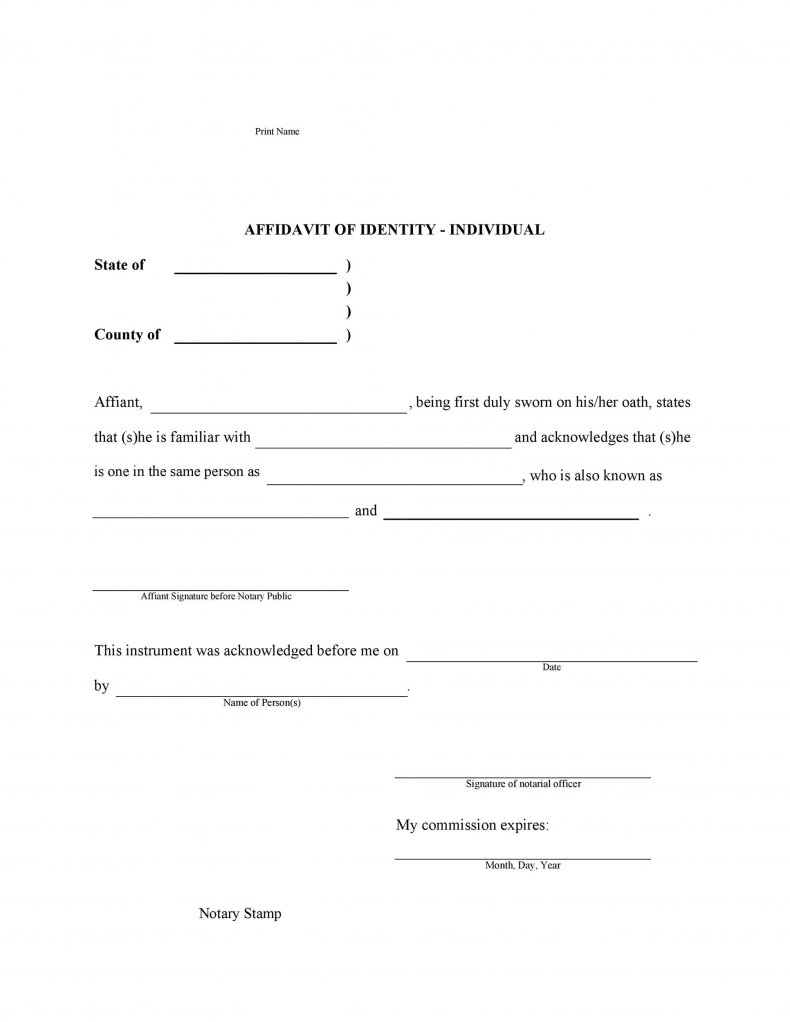 Print Name
AFFIDAVIT OF IDENTITY - INDIVIDUAL
State of ____________________ )
)
)
County of ____________________ )
Affiant, ______________________________, being first duly sworn on his/her oath, states
that (s)he is familiar with ______________________________ and acknowledges that (s)he
is one in the same person as ______________________________, who is also known as
______________________________ and ______________________________ .
Affiant Signature before Notary Public
This instrument was acknowledged before me on ______________________________
Date
by ______________________________.
Name of Person(s)
Signature of notarial officer
My commission expires:
Month, Day, Year
Notary Stamp